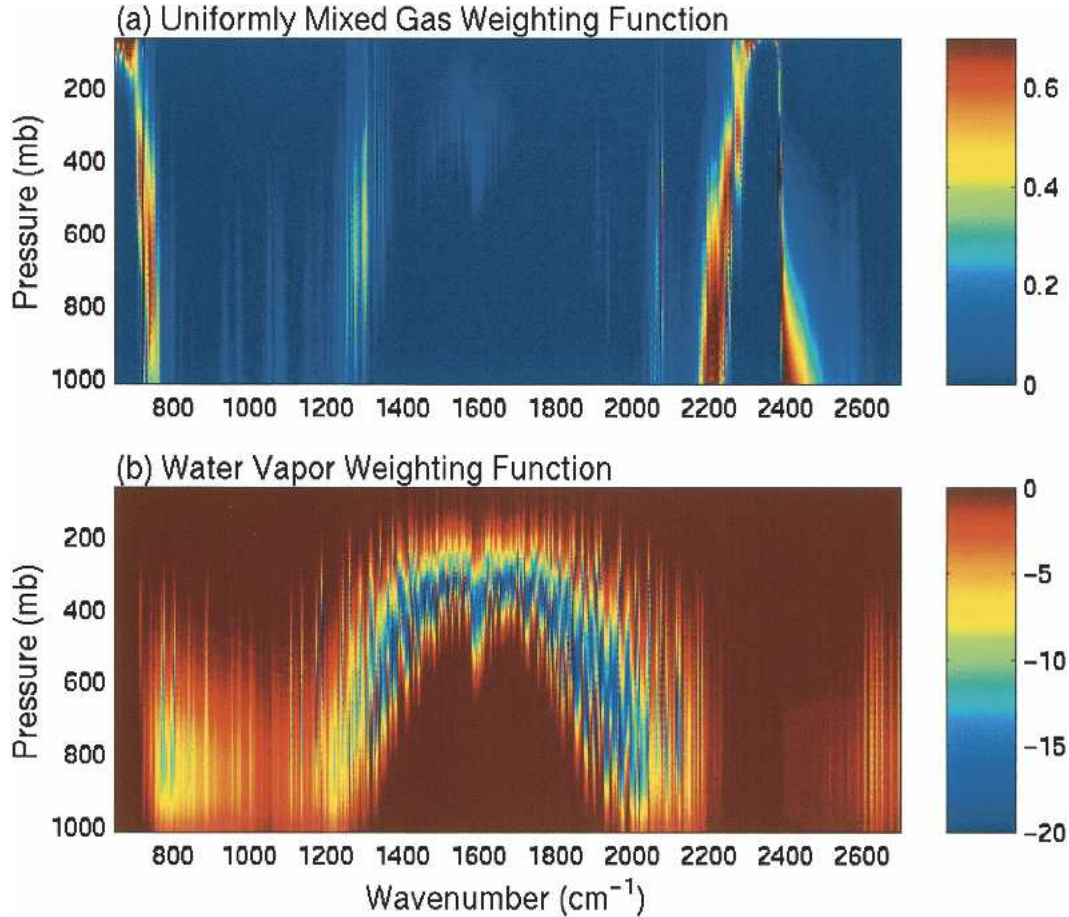 (a) Uniformly Mixed Gas Weighting Function
Pressure (mb)
200
400
600
800
1000
800 1000 1200 1400 1600 1800 2000 2200 2400 2600
0.6
0.4
0.2
0
(b) Water Vapor Weighting Function
Pressure (mb)
200
400
600
800
1000
800 1000 1200 1400 1600 1800 2000 2200 2400 2600
Wavenumber (cm⁻¹)
0
−5
−10
−15
−20